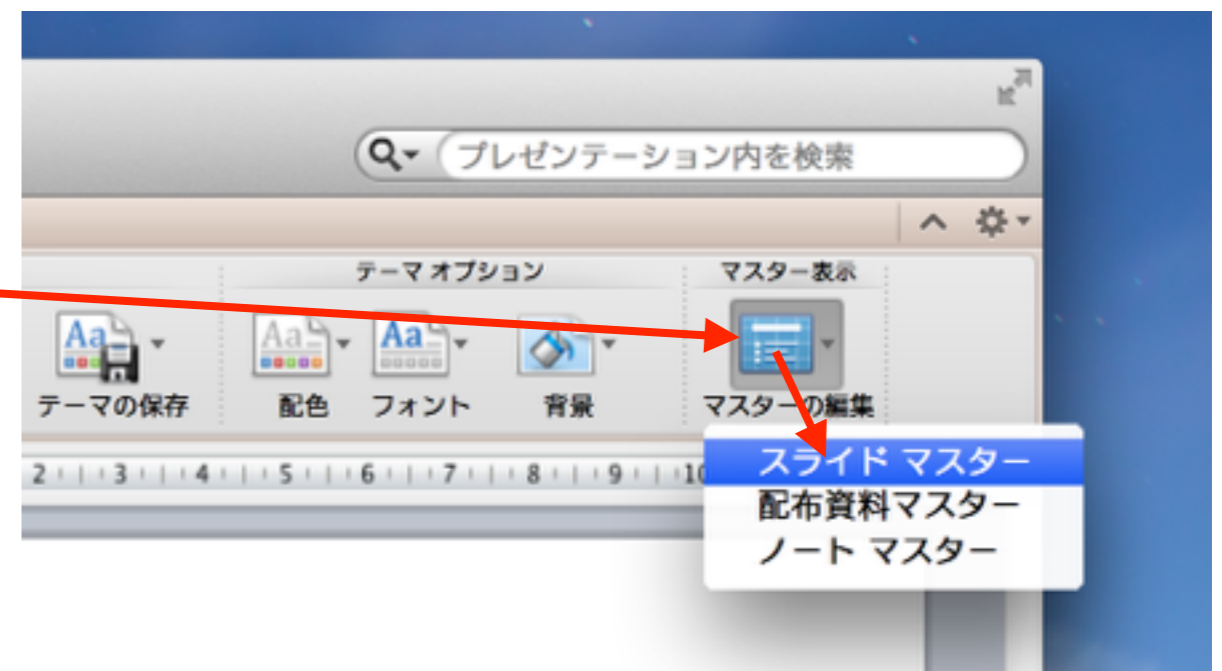 プレゼンテーション内を検索
テーマ オプション
マスター表示
Aa
Aa
Aa
テーマの保存
配色
フォント
背景
マスターの編集
2 3 4 5 6 7 8 9 10
スライド マスター
配布資料マスター
ノート マスター